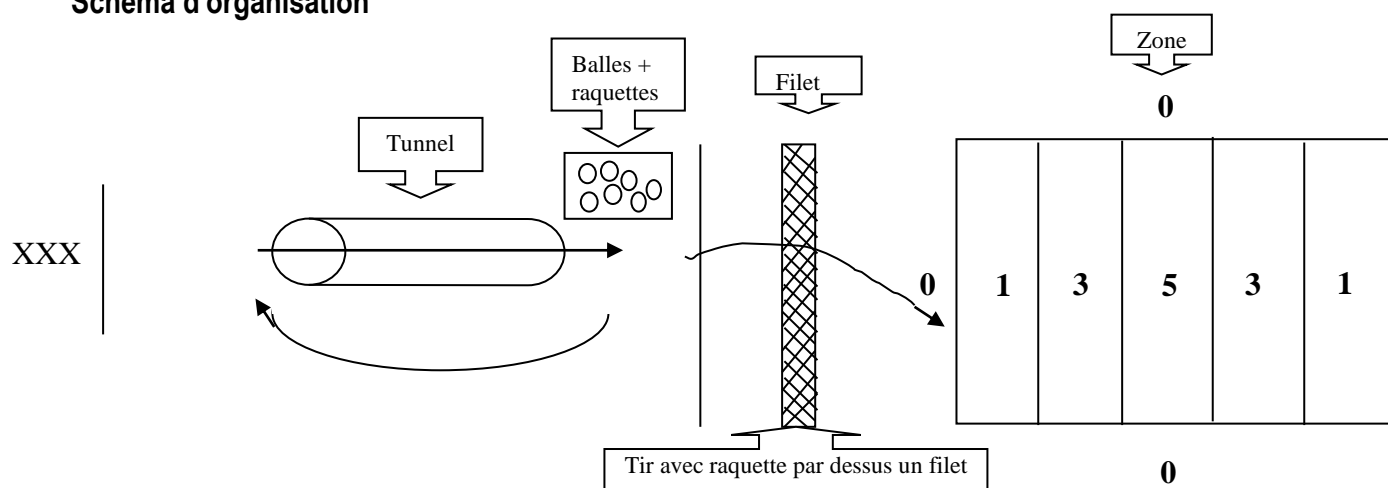 Schéma d'organisation
Zone
Balles +
raquettes
Filet
0
Tunnel
XXX
0 1 3 5 3 1
Tir avec raquette par dessus un filet
0